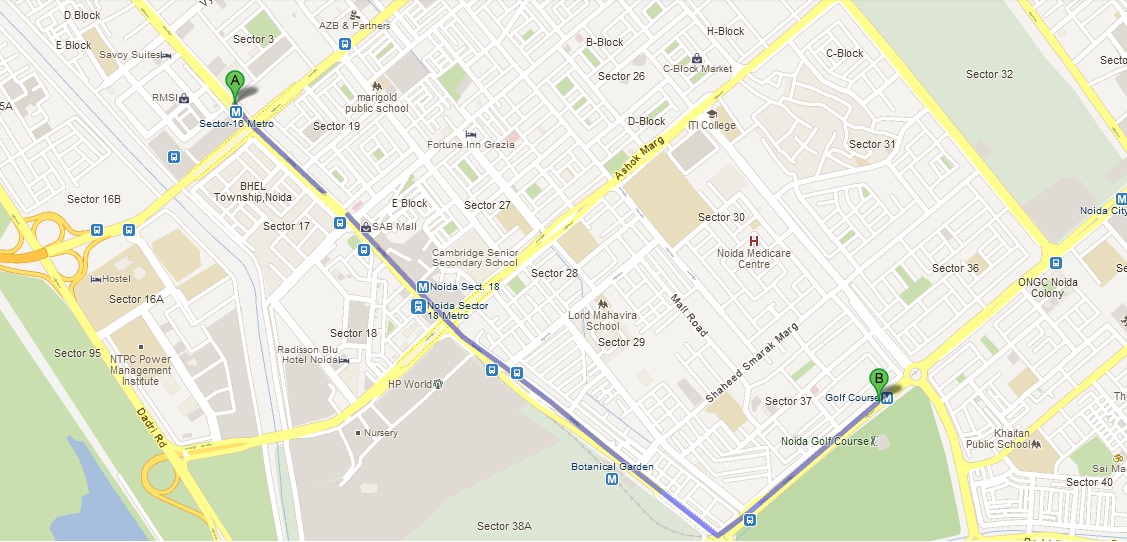 D Block
E Block
Sector 3
AZB & Partners
H-Block
B-Block
C-Block
Savoy Suites
C-Block Market
Sector 26
Sector 32
A
RMSI
marigold
public school
Sector-16 Metro
Sector 19
D-Block
ITI College
Fortune Inn Grazia
Ashok Marg
Sector 31
BHEL
Township,Noida
Sector 16B
E Block
Sector 27
Sector 30
Noida City
Sector 17
SAB Mall
H
Noida Medicare
Centre
Cambridge Senior
Secondary School
Sector 28
Sector 36
Hostel
Noida Sect. 18
ONGC Noida
Colony
Sector 16A
Noida Sector
18 Metro
Mall Road
Lord Mahavira
School
Sector 18
Sector 29
Sector 95
Radisson Blu
Hotel Noida
NTPC Power
Management
Institute
Shaheed Smarak Marg
HP World
B
Golf Course
Sector 37
Dadri Rd
Nursery
Noida Golf Course
Khaitan
Public School
Botanical Garden
Sai Ma
Sector 40
Sector 38A